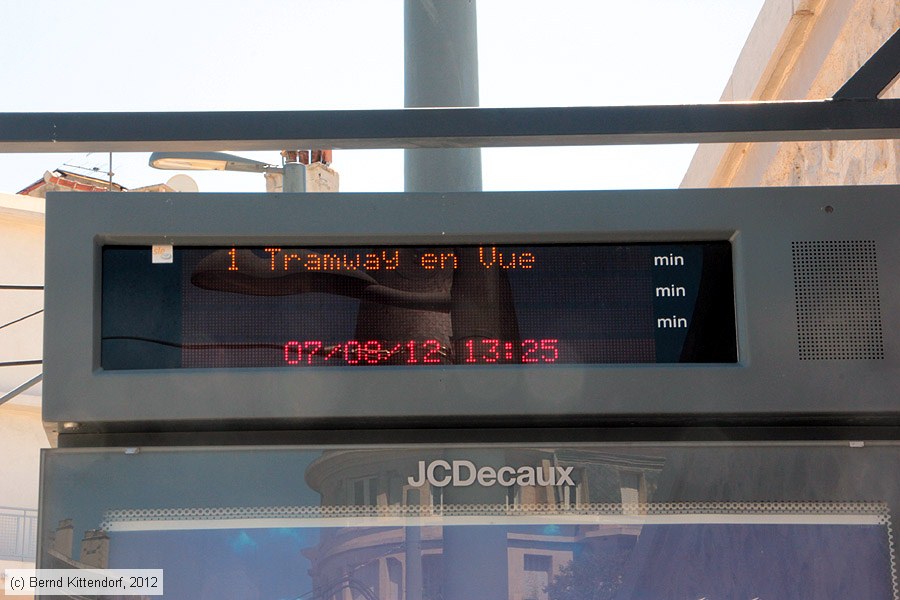 1 Tramway en Vue min
min
min
07/08/12 13:25
JCDecaux
(c) Bernd Kittendorf, 2012